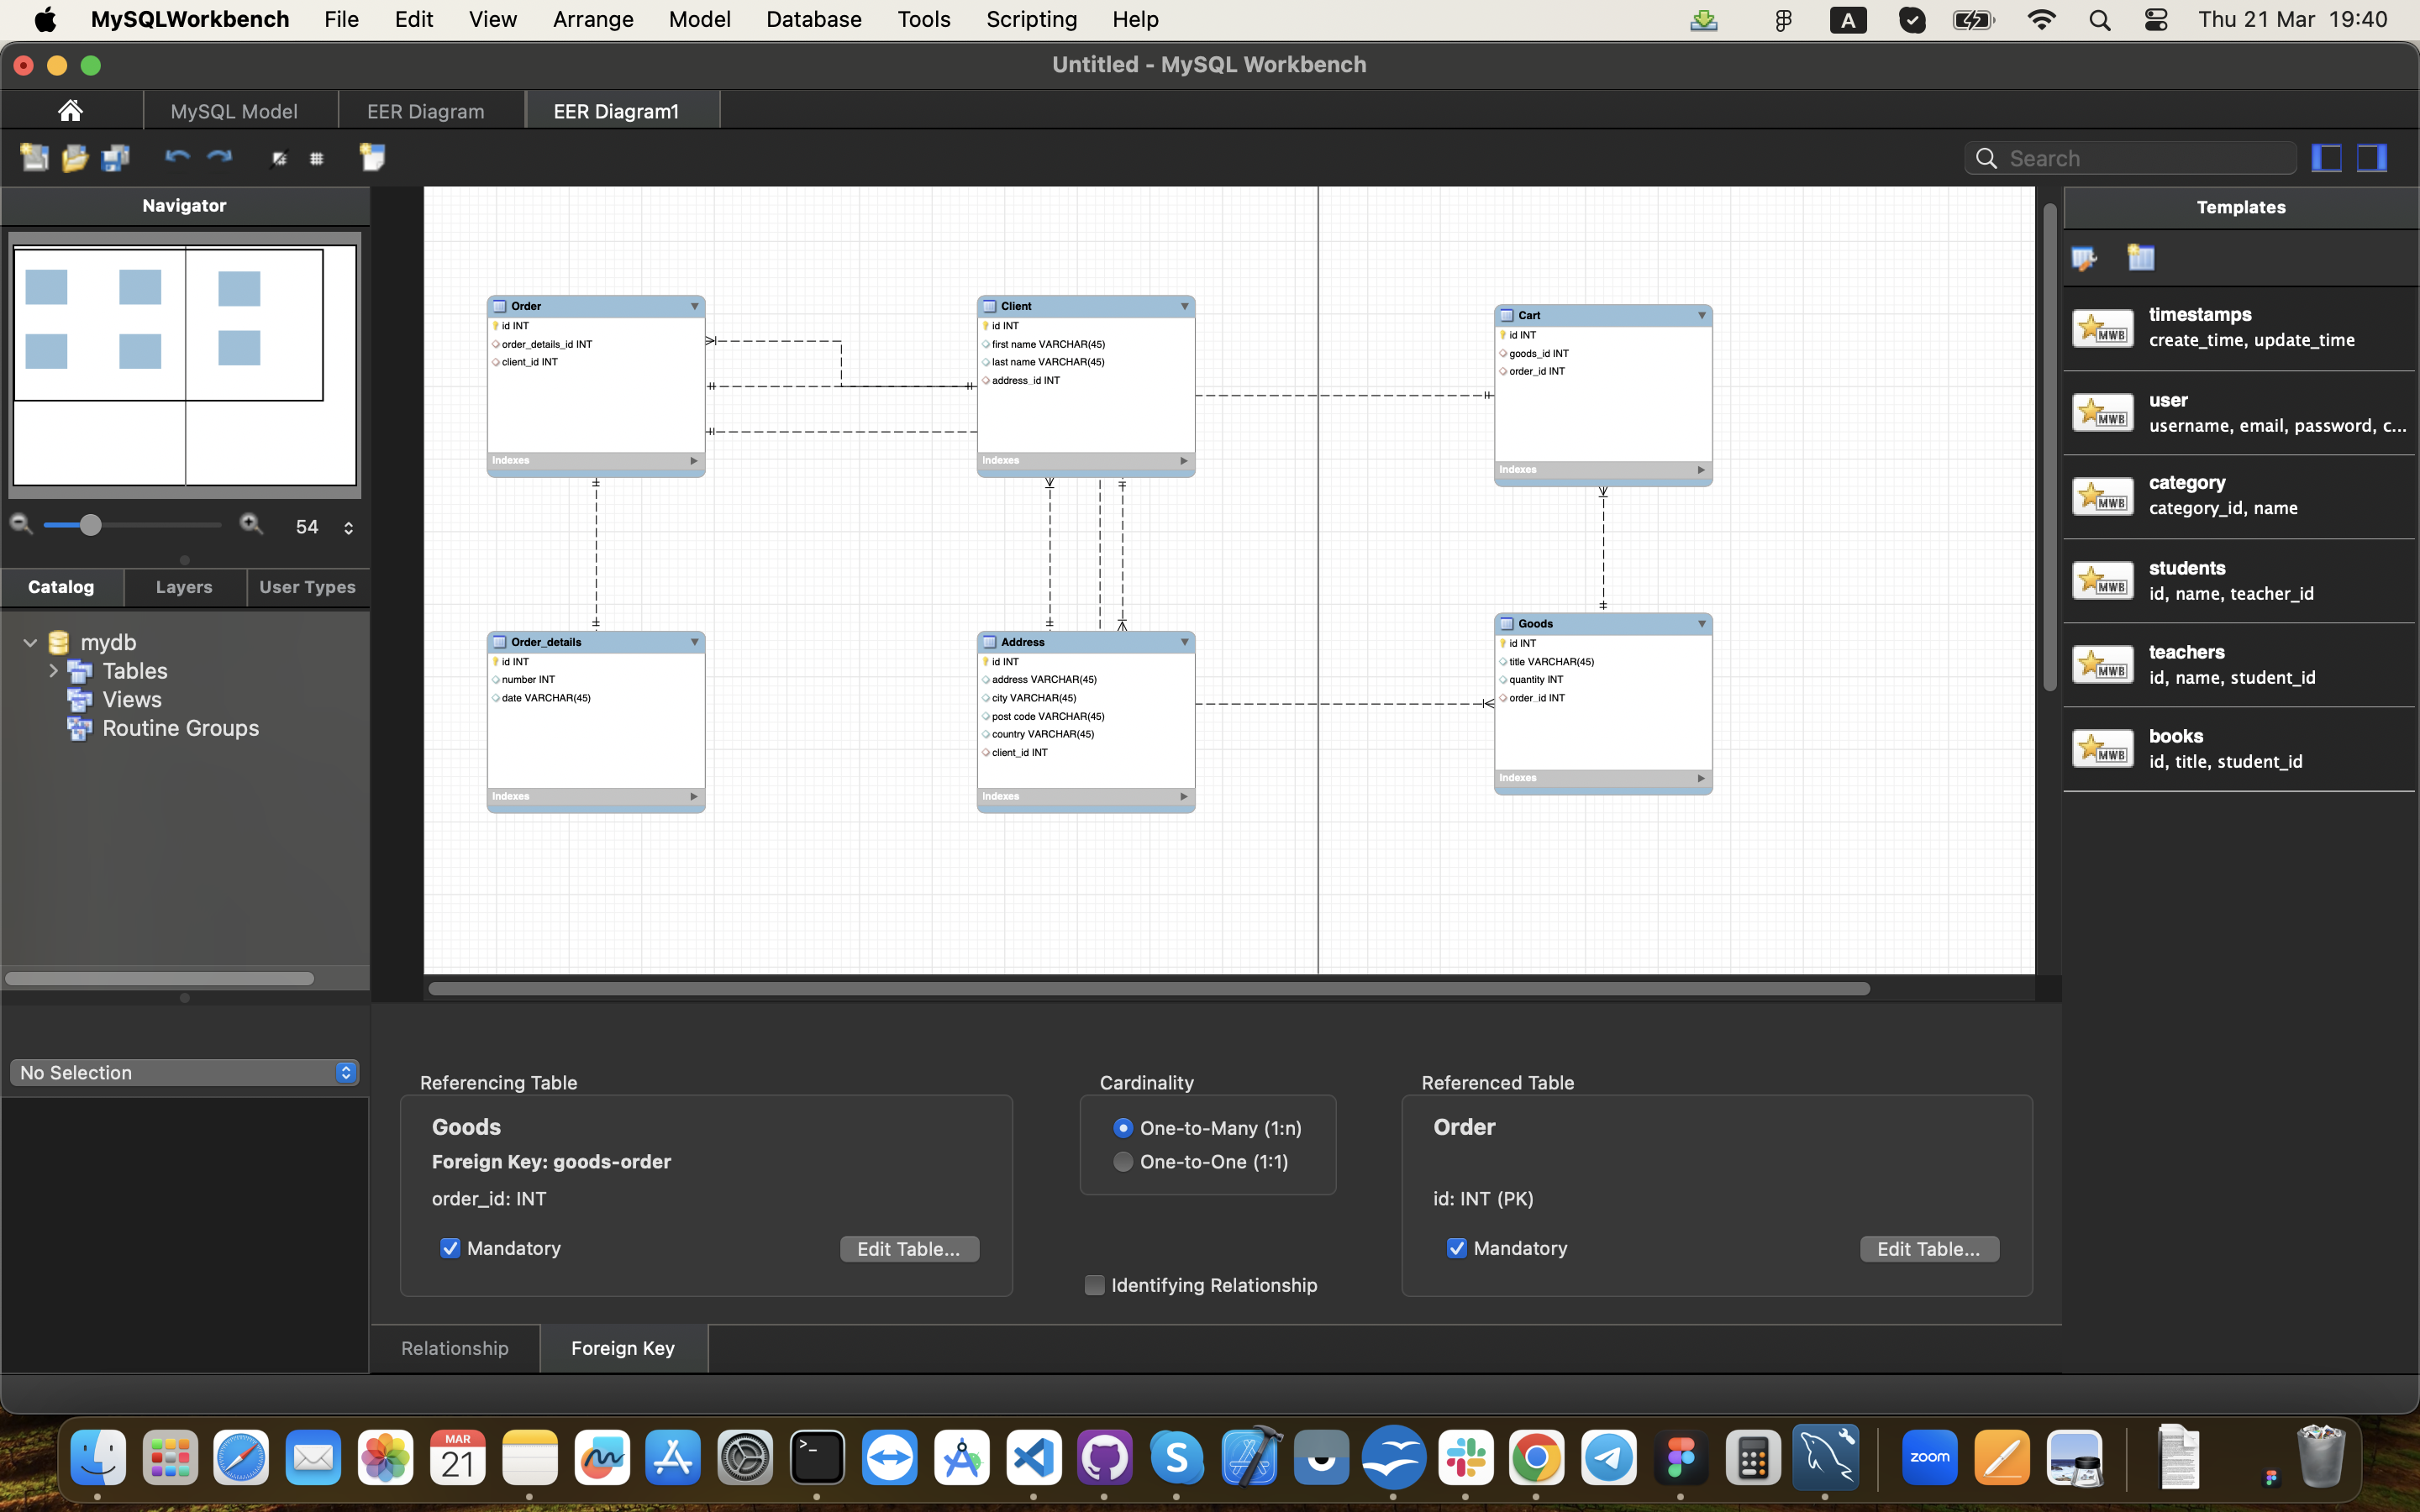 MySQLWorkbench File Edit View Arrange Model Database Tools Scripting Help A Thu 21 Mar 19:40
Untitled - MySQL Workbench
MySQL Model EER Diagram EER Diagram1
Search
Navigator
54
Catalog Layers User Types
mydb
Tables
Views
Routine Groups
No Selection
Order
id INT
order_details_id INT
client_id INT
Indexes
Client
id INT
first name VARCHAR(45)
last name VARCHAR(45)
address_id INT
Indexes
Cart
id INT
goods_id INT
order_id INT
Indexes
Order_details
id INT
number INT
date VARCHAR(45)
Indexes
Address
id INT
address VARCHAR(45)
city VARCHAR(45)
post code VARCHAR(45)
country VARCHAR(45)
client_id INT
Indexes
Goods
id INT
title VARCHAR(45)
quantity INT
order_id INT
Indexes
Templates
MWB
timestamps
create_time, update_time
MWB
user
username, email, password, c...
MWB
category
category_id, name
MWB
students
id, name, teacher_id
MWB
teachers
id, name, student_id
MWB
books
id, title, student_id
Referencing Table
Goods
Foreign Key: goods-order
order_id: INT
Mandatory
Edit Table...
Cardinality
One-to-Many (1:n)
One-to-One (1:1)
Identifying Relationship
Referenced Table
Order
id: INT (PK)
Mandatory
Edit Table...
Relationship Foreign Key
MAR
21
zoom